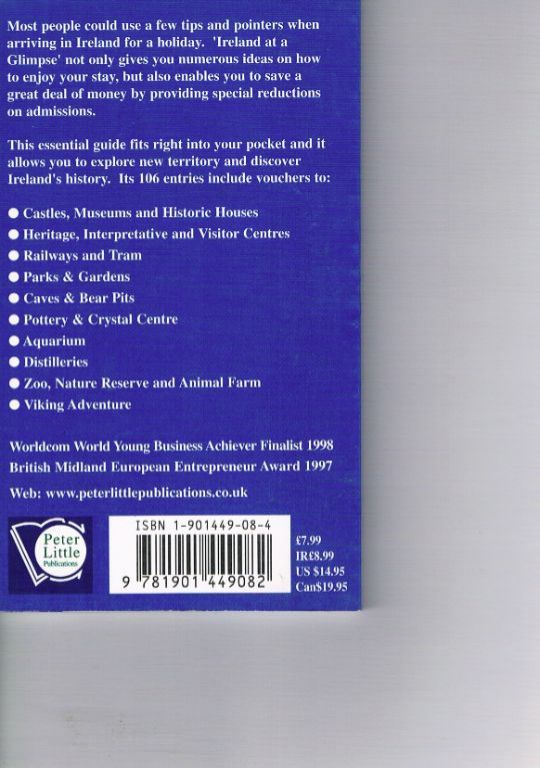 Most people could use a few tips and pointers when
arriving in Ireland for a holiday. 'Ireland at a
Glimpse' not only gives you numerous ideas on how
to enjoy your stay, but also enables you to save a
great deal of money by providing special reductions
on admissions.
This essential guide fits right into your pocket and it
allows you to explore new territory and discover
Ireland's history. Its 106 entries include vouchers to:
● Castles, Museums and Historic Houses
● Heritage, Interpretative and Visitor Centres
● Railways and Tram
● Parks & Gardens
● Caves & Bear Pits
● Pottery & Crystal Centre
● Aquarium
● Distilleries
● Zoo, Nature Reserve and Animal Farm
● Viking Adventure
Worldcom World Young Business Achiever Finalist 1998
British Midland European Entrepreneur Award 1997
Web: www.peterlittlepublications.co.uk
Peter
Little
Publications
ISBN 1-901449-08-4
9 781901 449082
£7.99
IR£8.99
US $14.95
Can$19.95